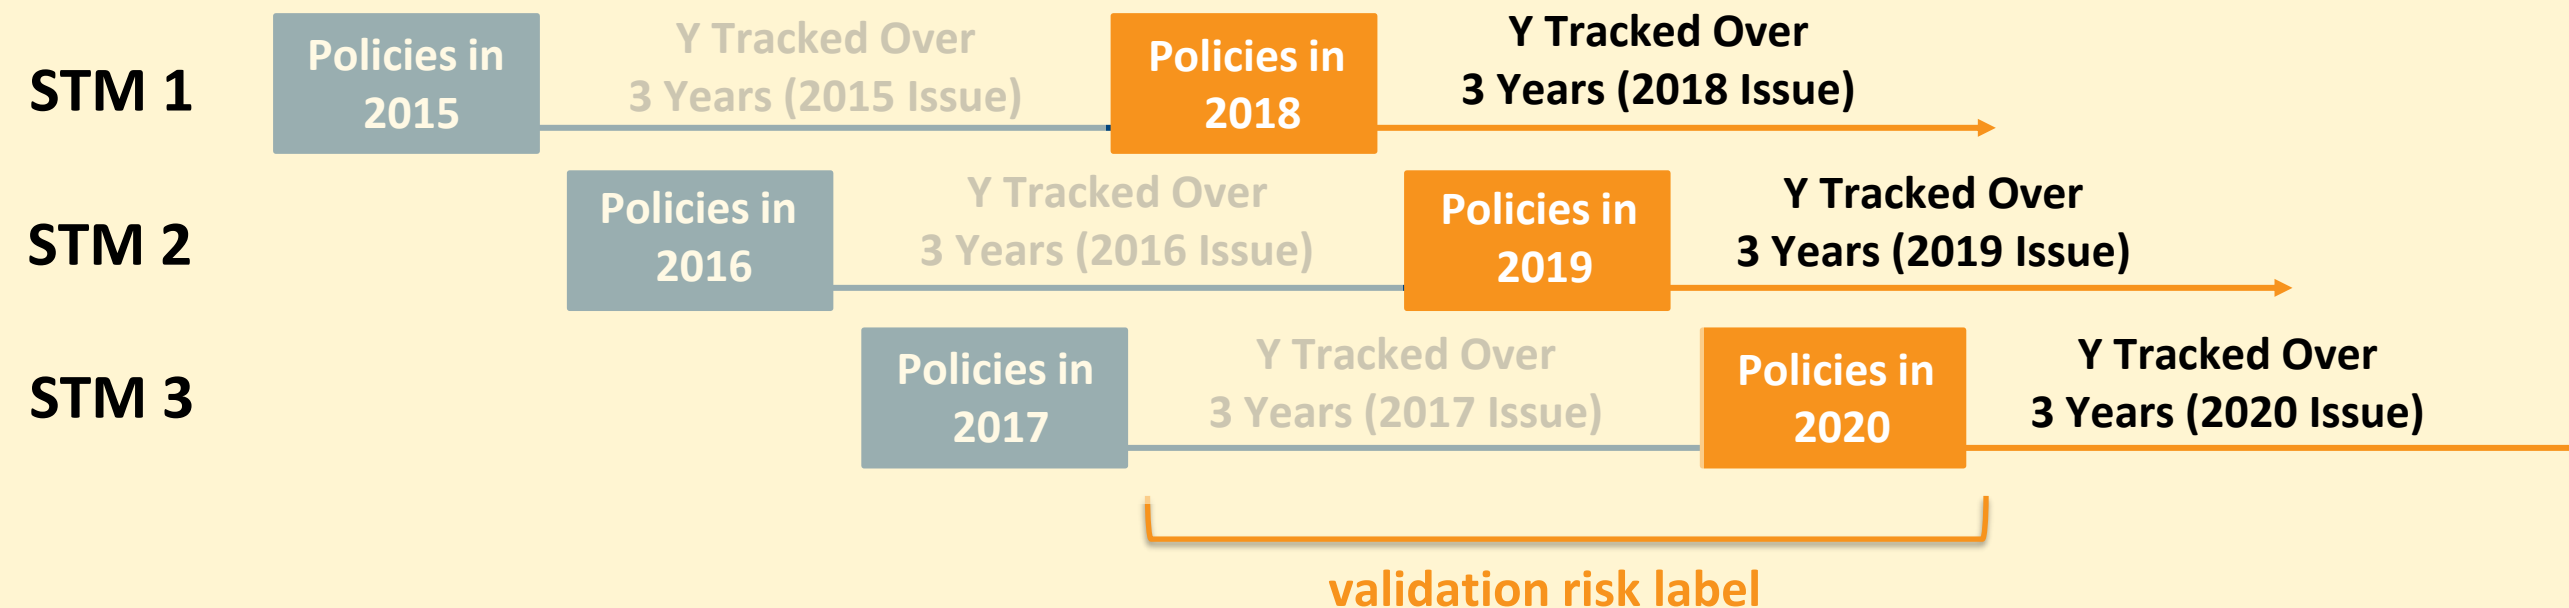 STM 1
Policies in
2015
Y Tracked Over
3 Years (2015 Issue)
Policies in
2018
Y Tracked Over
3 Years (2018 Issue)
STM 2
Policies in
2016
Y Tracked Over
3 Years (2016 Issue)
Policies in
2019
Y Tracked Over
3 Years (2019 Issue)
STM 3
Policies in
2017
Y Tracked Over
3 Years (2017 Issue)
Policies in
2020
Y Tracked Over
3 Years (2020 Issue)
validation risk label